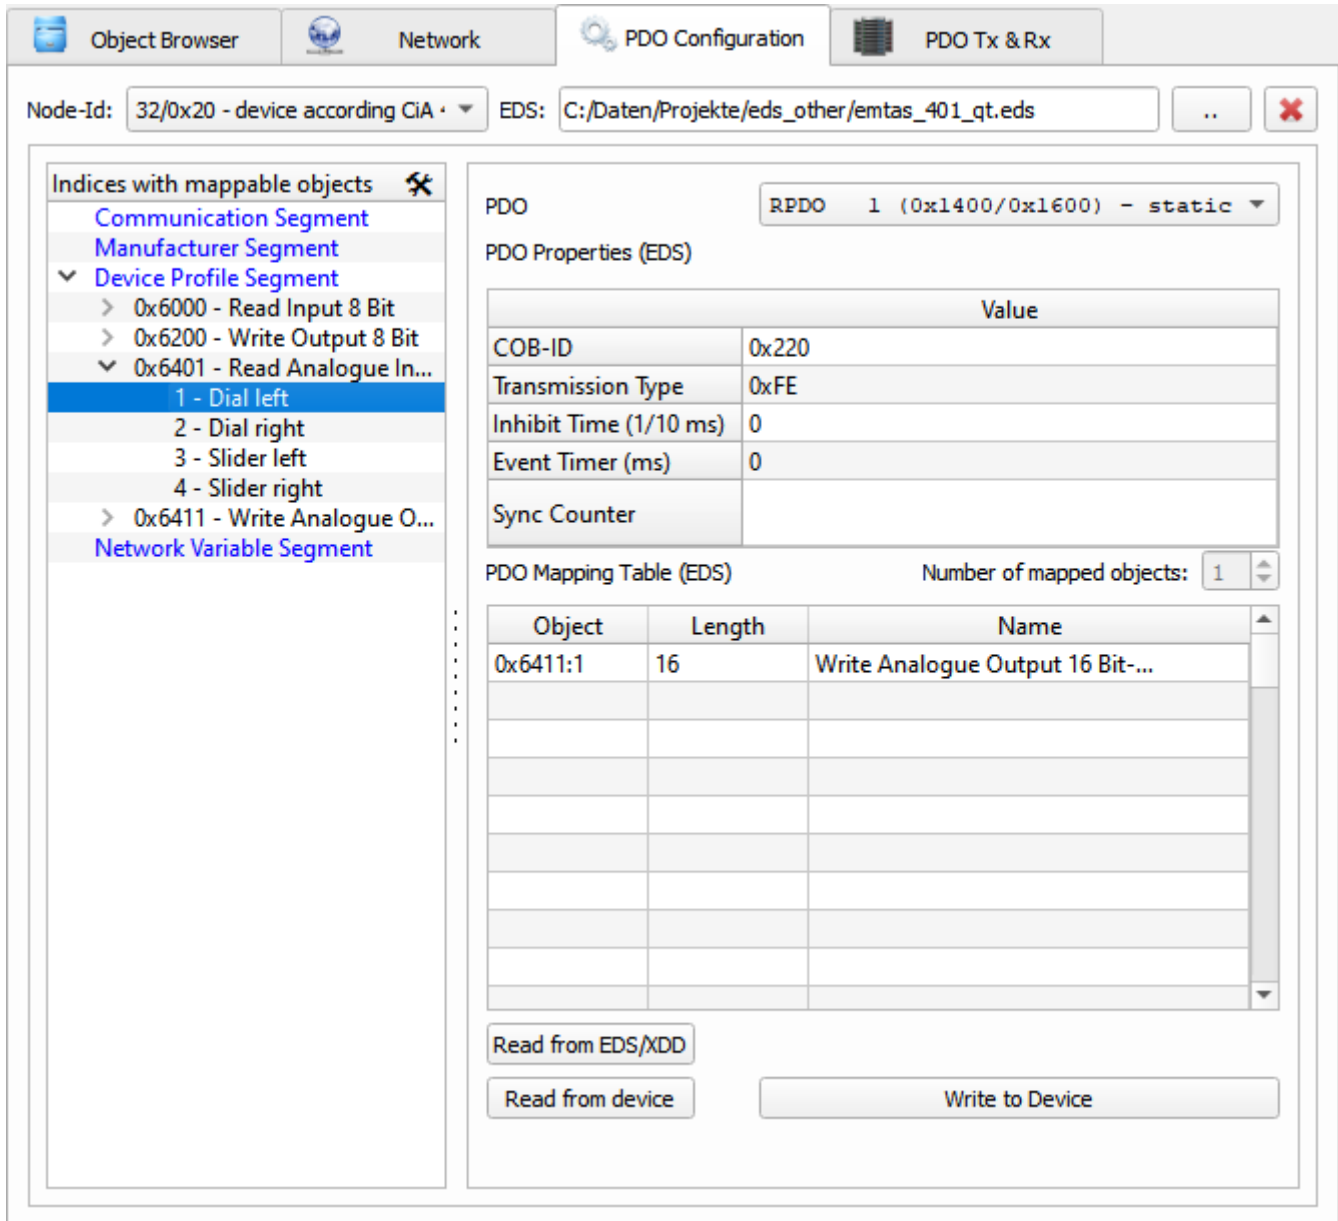 Object Browser Network PDO Configuration PDO Tx & Rx
Node-Id: 32/0x20 - device according CiA EDS: C:/Daten/Projekte/eds_other/emtas_401_qt.eds ..
Indices with mappable objects
Communication Segment
Manufacturer Segment
Device Profile Segment
0x6000 - Read Input 8 Bit
0x6200 - Write Output 8 Bit
0x6401 - Read Analogue In...
1 - Dial left
2 - Dial right
3 - Slider left
4 - Slider right
0x6411 - Write Analogue O...
Network Variable Segment
PDO RPDO 1 (0x1400/0x1600) - static
PDO Properties (EDS)
Value
COB-ID 0x220
Transmission Type 0xFE
Inhibit Time (1/10 ms) 0
Event Timer (ms) 0
Sync Counter
PDO Mapping Table (EDS) Number of mapped objects: 1
Object Length Name
0x6411:1 16 Write Analogue Output 16 Bit-...
Read from EDS/XDD
Read from device Write to Device